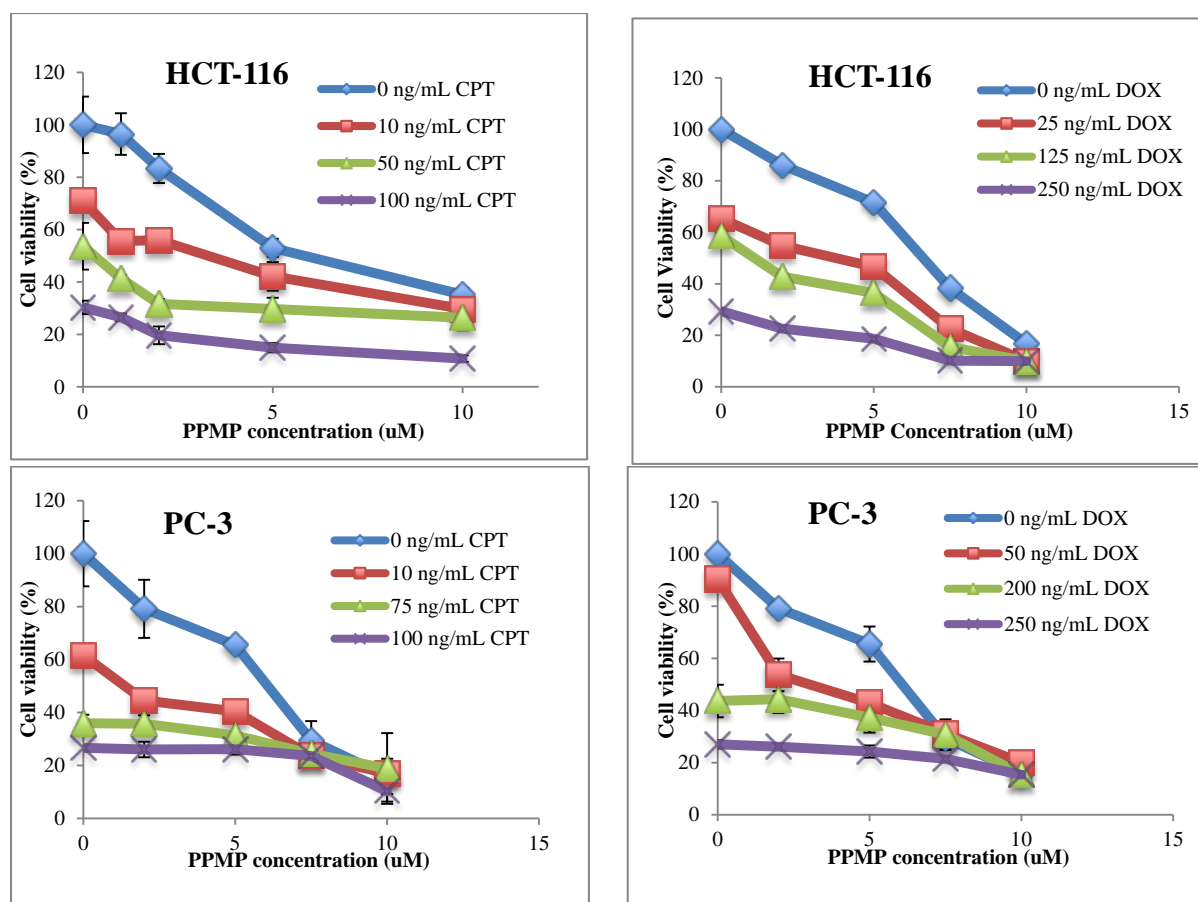 HCT-116
120
100
80
60
40
20
0
Cell viability (%)
0 ng/mL CPT
10 ng/mL CPT
50 ng/mL CPT
100 ng/mL CPT
0 5 10
PPMP concentration (uM)
HCT-116
120
100
80
60
40
20
0
Cell Viability (%)
0 ng/mL DOX
25 ng/mL DOX
125 ng/mL DOX
250 ng/mL DOX
0 5 10 15
PPMP Concentration (uM)
PC-3
120
100
80
60
40
20
0
Cell viability (%)
0 ng/mL CPT
10 ng/mL CPT
75 ng/mL CPT
100 ng/mL CPT
0 5 10 15
PPMP concentration (uM)
PC-3
120
100
80
60
40
20
0
Cell viability (%)
0 ng/mL DOX
50 ng/mL DOX
200 ng/mL DOX
250 ng/mL DOX
0 5 10 15
PPMP concentration (uM)